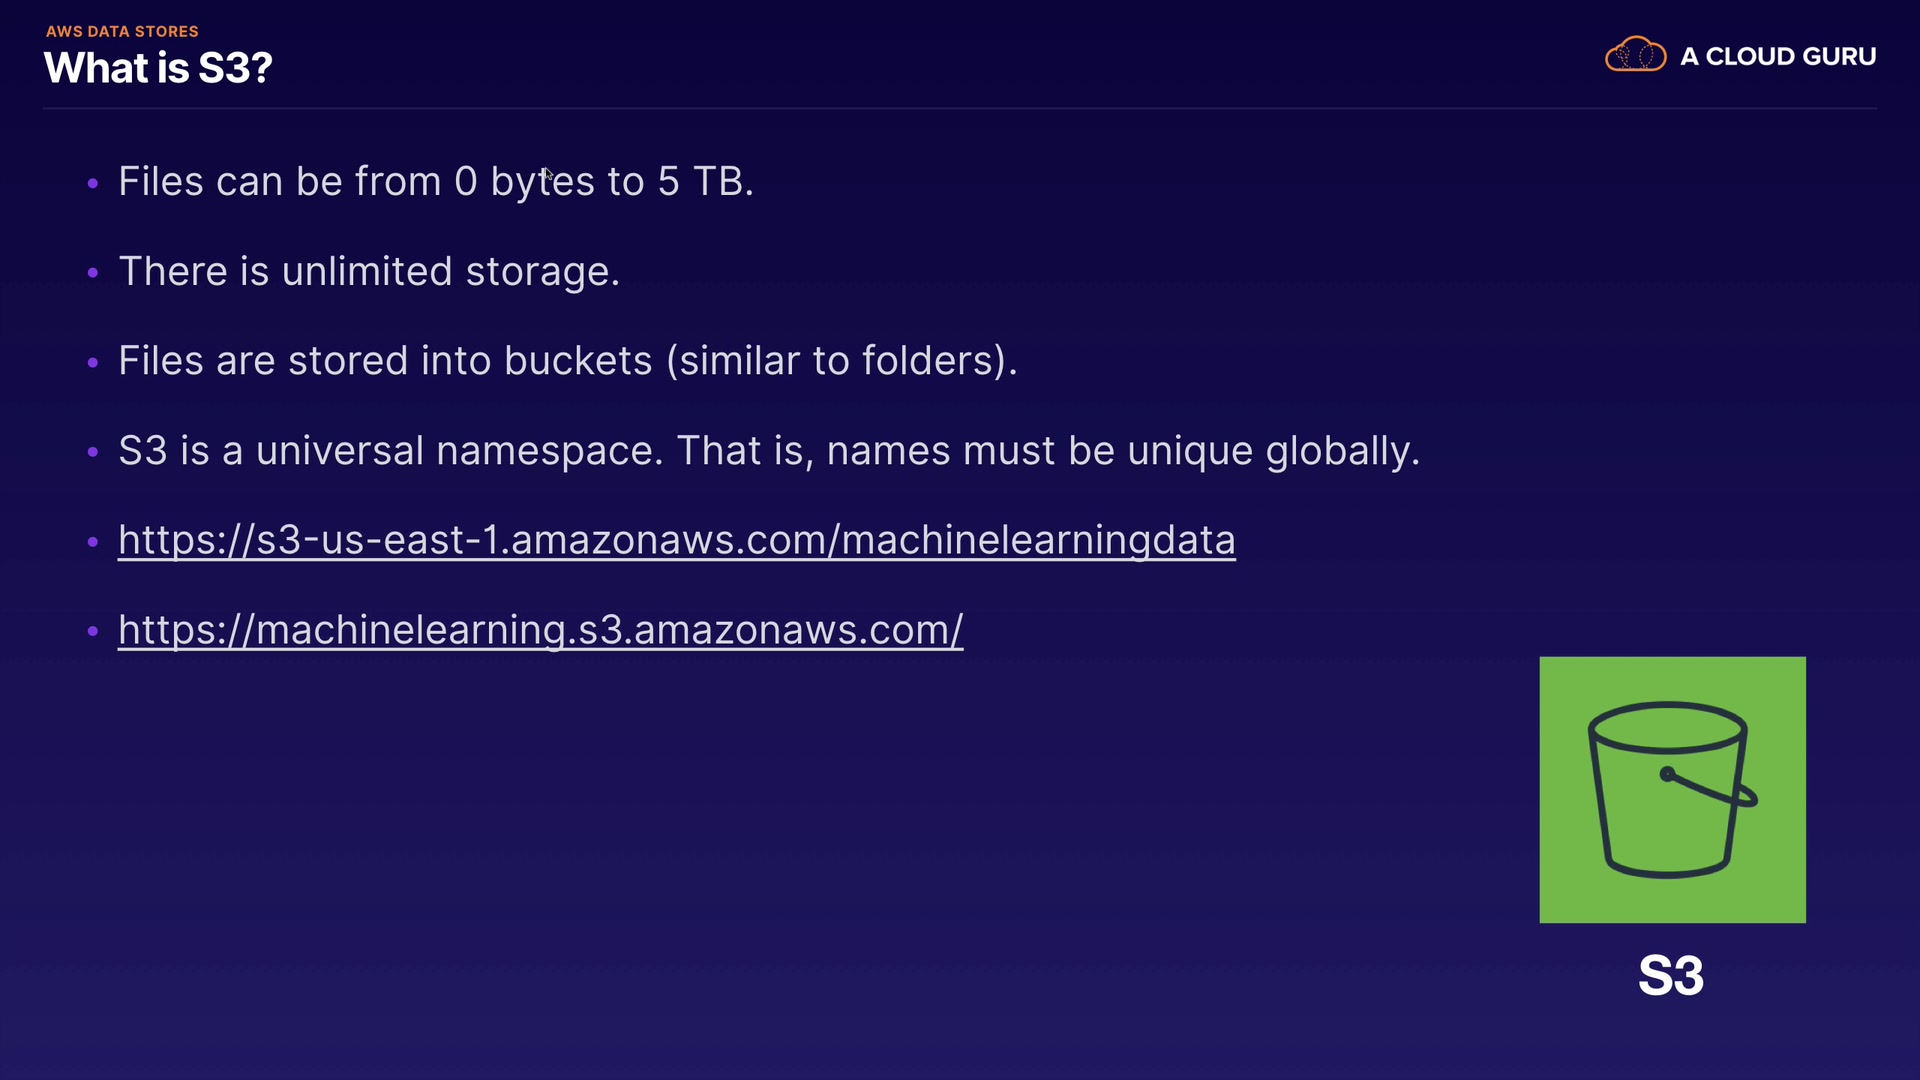 AWS DATA STORES
What is S3?
A CLOUD GURU
• Files can be from 0 bytes to 5 TB.
• There is unlimited storage.
• Files are stored into buckets (similar to folders).
• S3 is a universal namespace. That is, names must be unique globally.
• https://s3-us-east-1.amazonaws.com/machinelearningdata
• https://machinelearning.s3.amazonaws.com/
S3